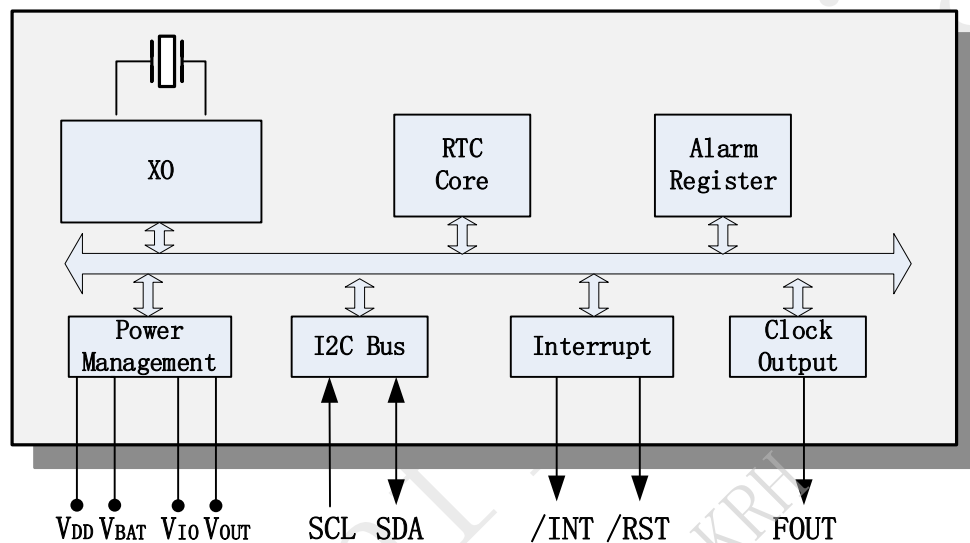 XO
RTC
Core
Alarm
Register
Power
Management
I2C Bus
Interrupt
Clock
Output
VDD VBAT VIO VOUT SCL SDA /INT /RST FOUT
KRH